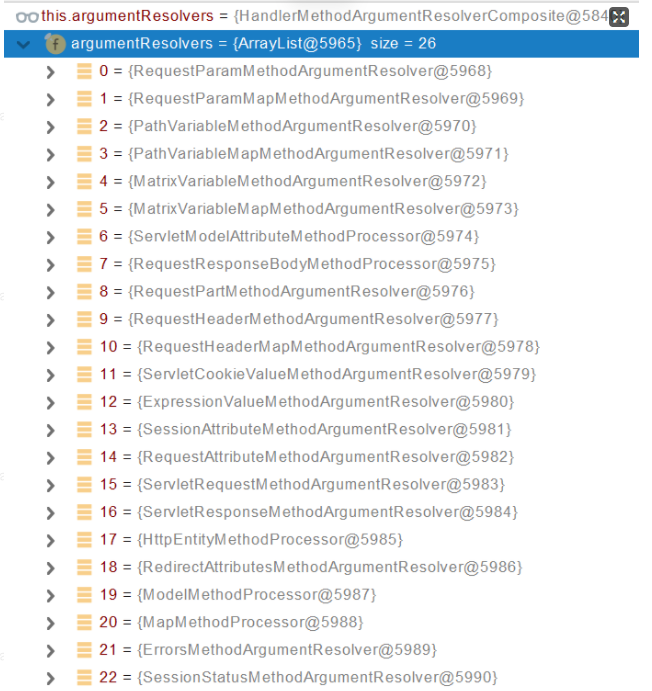 this.argumentResolvers = {HandlerMethodArgumentResolverComposite@584
f argumentResolvers = {ArrayList@5965} size = 26
0 = {RequestParamMethodArgumentResolver@5968}
1 = {RequestParamMapMethodArgumentResolver@5969}
2 = {PathVariableMethodArgumentResolver@5970}
3 = {PathVariableMapMethodArgumentResolver@5971}
4 = {MatrixVariableMethodArgumentResolver@5972}
5 = {MatrixVariableMapMethodArgumentResolver@5973}
6 = {ServletModelAttributeMethodProcessor@5974}
7 = {RequestResponseBodyMethodProcessor@5975}
8 = {RequestPartMethodArgumentResolver@5976}
9 = {RequestHeaderMethodArgumentResolver@5977}
10 = {RequestHeaderMapMethodArgumentResolver@5978}
11 = {ServletCookieValueMethodArgumentResolver@5979}
12 = {ExpressionValueMethodArgumentResolver@5980}
13 = {SessionAttributeMethodArgumentResolver@5981}
14 = {RequestAttributeMethodArgumentResolver@5982}
15 = {ServletRequestMethodArgumentResolver@5983}
16 = {ServletResponseMethodArgumentResolver@5984}
17 = {HttpEntityMethodProcessor@5985}
18 = {RedirectAttributesMethodArgumentResolver@5986}
19 = {ModelMethodProcessor@5987}
20 = {MapMethodProcessor@5988}
21 = {ErrorsMethodArgumentResolver@5989}
22 = {SessionStatusMethodArgumentResolver@5990}